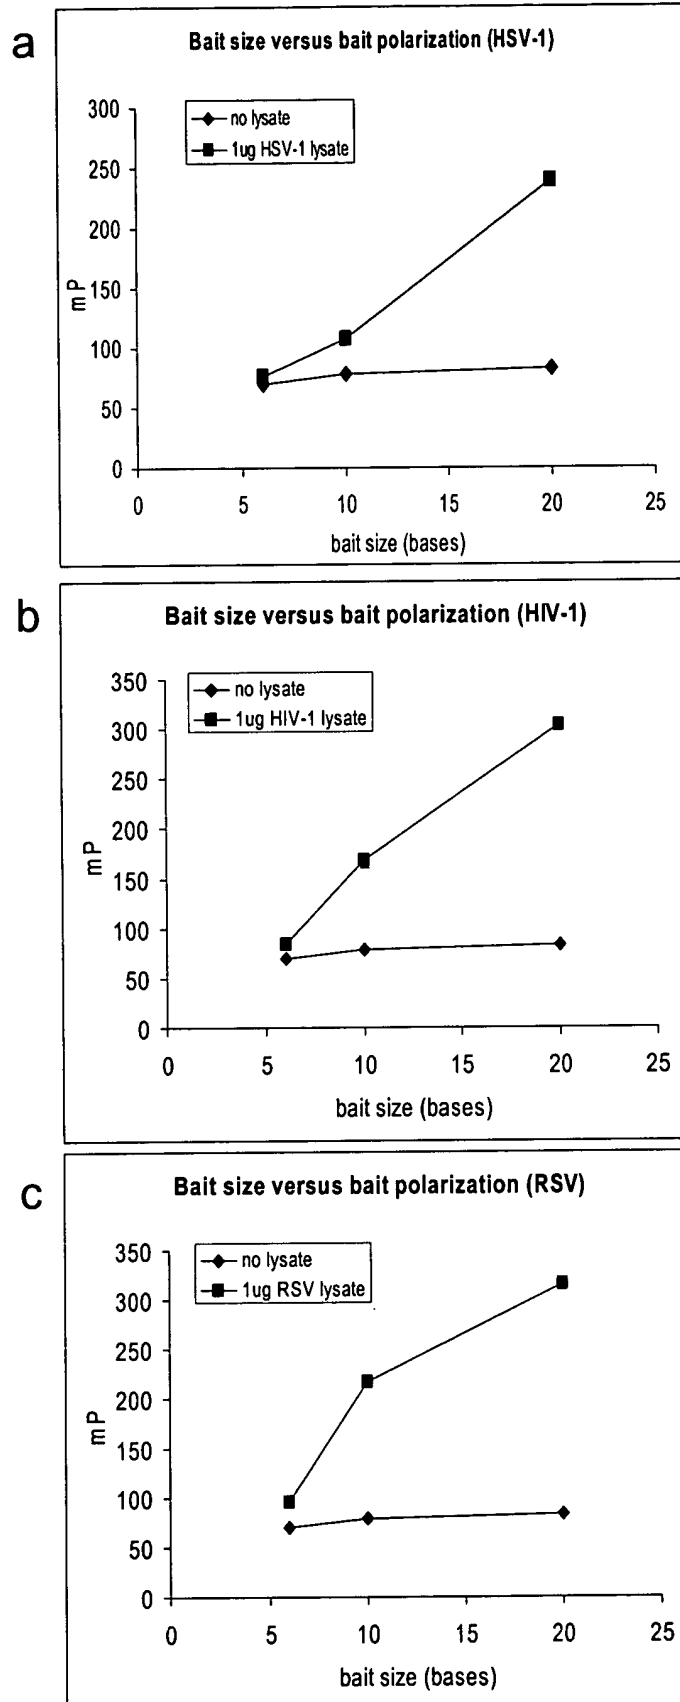 a
Bait size versus bait polarization (HSV-1)
no lysate
1ug HSV-1 lysate
300
250
200
150
100
50
0
mP
0 5 10 15 20 25
bait size (bases)
b
Bait size versus bait polarization (HIV-1)
no lysate
1ug HIV-1 lysate
350
300
250
200
150
100
50
0
mP
0 5 10 15 20 25
bait size (bases)
c
Bait size versus bait polarization (RSV)
no lysate
1ug RSV lysate
350
300
250
200
150
100
50
0
mP
0 5 10 15 20 25
bait size (bases)